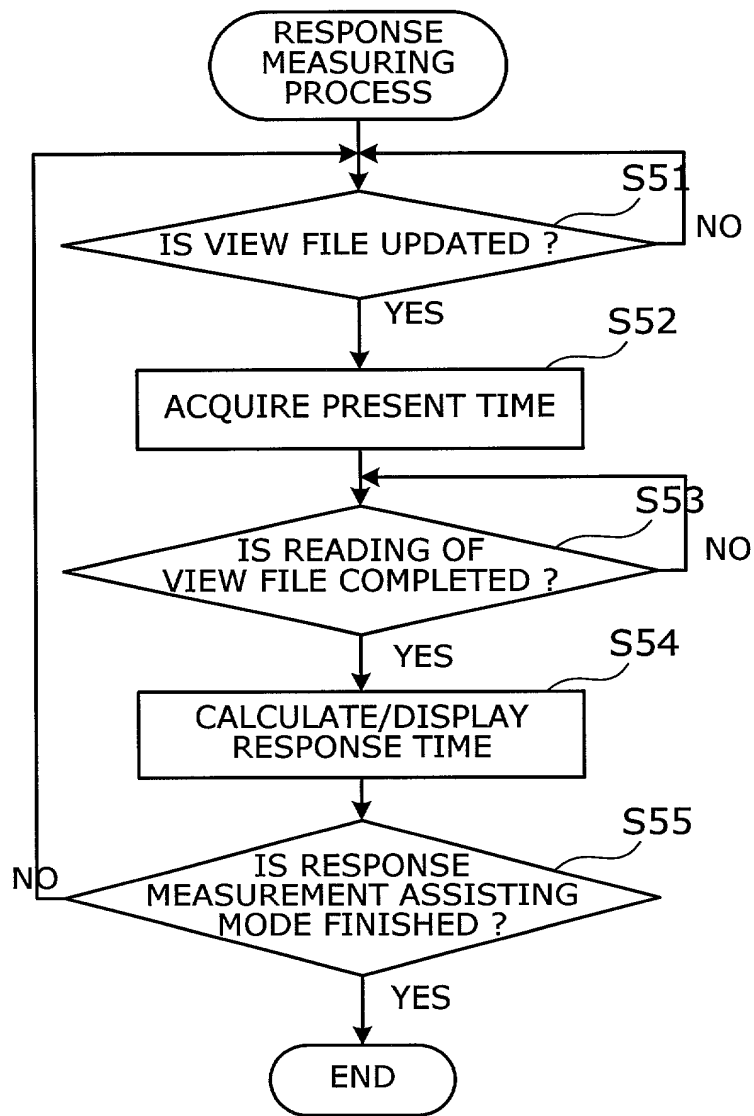 RESPONSE
MEASURING
PROCESS
S51
IS VIEW FILE UPDATED ?
NO
YES
S52
ACQUIRE PRESENT TIME
S53
IS READING OF
VIEW FILE COMPLETED ?
NO
YES
S54
CALCULATE/DISPLAY
RESPONSE TIME
S55
IS RESPONSE
MEASUREMENT ASSISTING
MODE FINISHED ?
NO
YES
END